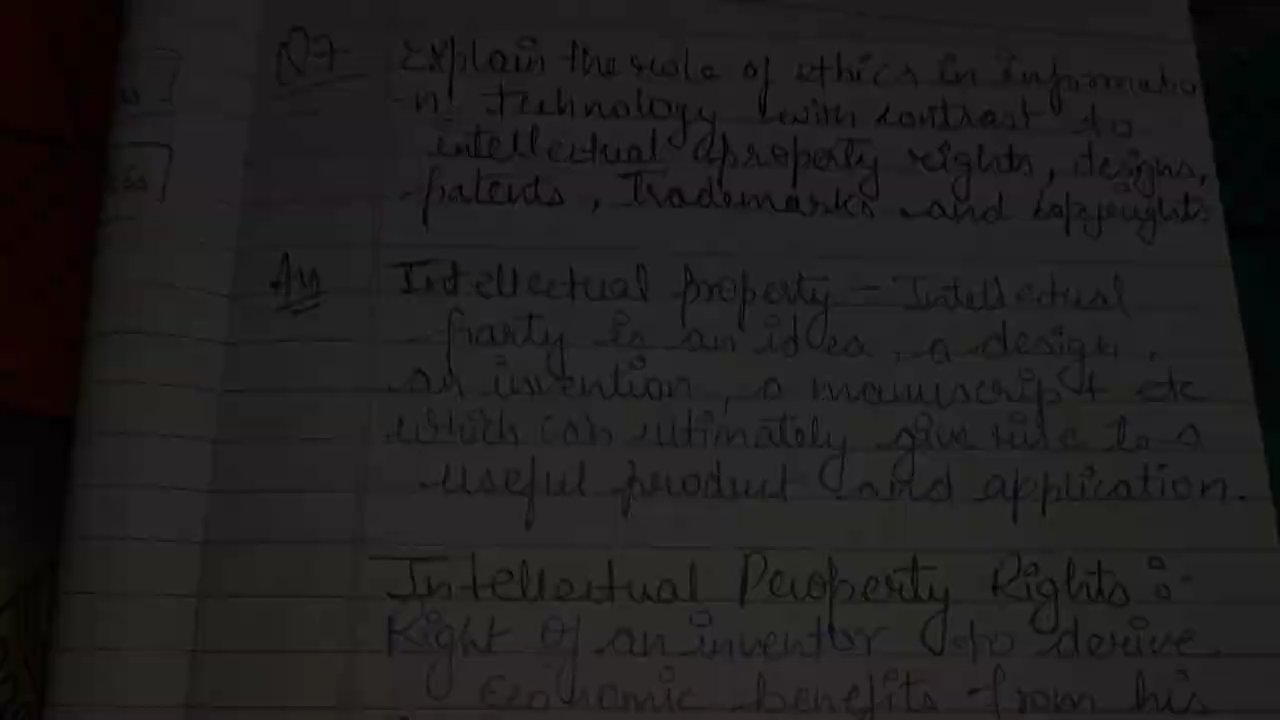 Q7 Explain the role of ethics in informatio
-n technology with contrast to
intellectual property rights, designs,
patents, Trademarks and copyrights
Ans Intellectual property – Intellectual
party is an idea, a design,
an invention, a manuscript etc
which can ultimately give rise to a
useful product and application.
Intellectual Property Rights :-
Right of an inventor to derive
economic benefits from his